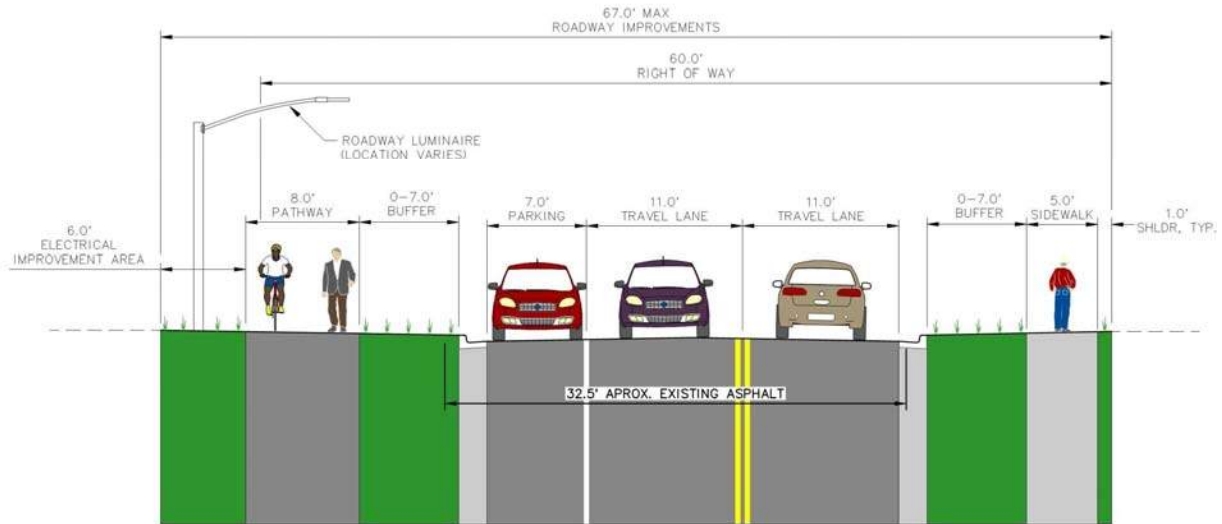 67.0' MAX
ROADWAY IMPROVEMENTS
60.0'
RIGHT OF WAY
ROADWAY LUMINAIRE
(LOCATION VARIES)
6.0'
ELECTRICAL
IMPROVEMENT AREA
8.0'
PATHWAY
0-7.0'
BUFFER
7.0'
PARKING
11.0'
TRAVEL LANE
11.0'
TRAVEL LANE
0-7.0'
BUFFER
5.0'
SIDEWALK
1.0'
SHLDR, TYP.
32.5' APROX. EXISTING ASPHALT